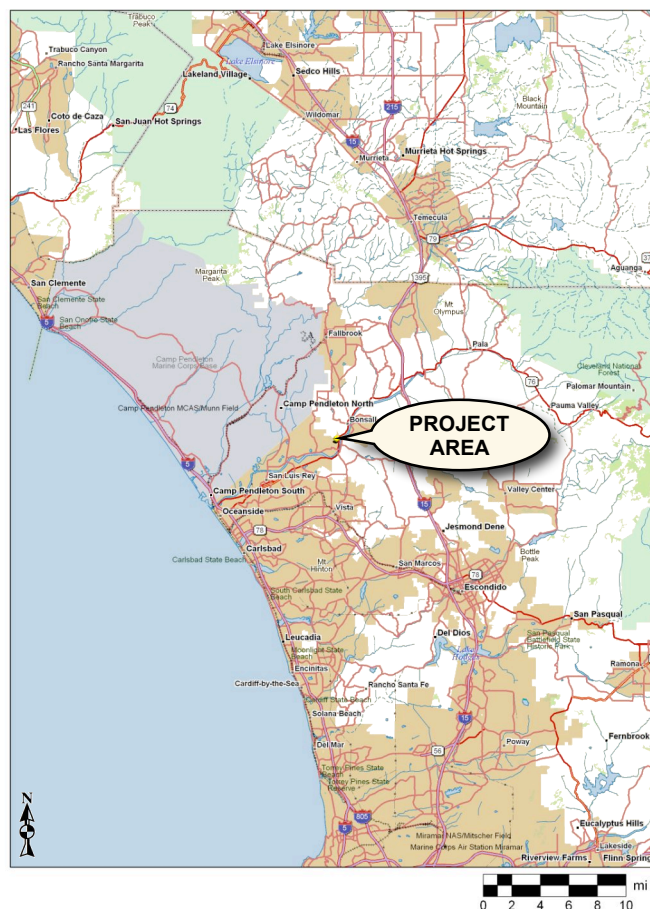 Trabuco
Peak
Trabuco Canyon
Rancho Santa Margarita
Lake Elsinore
Lake Elsinore
Lakeland Village
Sedco Hills
241
Coto de Caza
74
San Juan Hot Springs
Las Flores
215
Black
Mountain
Wildomar
15
Murrieta
Murrieta Hot Springs
Temecula
79
395
37
Aguanga
San Clemente
Margarita
Peak
San Clemente State
Beach
San Onofre State
Beach
5
Mt
Olympus
Fallbrook
Pala
Camp Pendleton
Marine Corps Base
Cleveland National
Forest
76
Palomar Mountain
Pauma Valley
Camp Pendleton North
Camp Pendleton MCAS/Munn Field
Bonsall
PROJECT
AREA
5
San Luis Rey
Camp Pendleton South
Oceanside
Valley Center
15
Vista
78
Jesmond Dene
Carlsbad
Carlsbad State Beach
Bottle
Peak
Mt
Hinton
San Marcos
78
Escondido
South Carlsbad State
Beach
San Pasqual
Leucadia
Moonlight State
Beach
Del Dios
Lake
Hodges
San Pasqual
Battlefield State
Historic Park
Encinitas
Ramona
Cardiff-by-the-Sea
Rancho Santa Fe
Cardiff State Beach
Solana Beach
15
Del Mar
56
Poway
Fernbrook
Torrey Pines State
Beach
Torrey Pines State
Reserve
805
5
Eucalyptus Hills
Miramar NAS/Mitscher Field
Marine Corps Air Station Miramar
Lakeside
Riverview Farms
Flinn Spring
N
mi
0 2 4 6 8 10